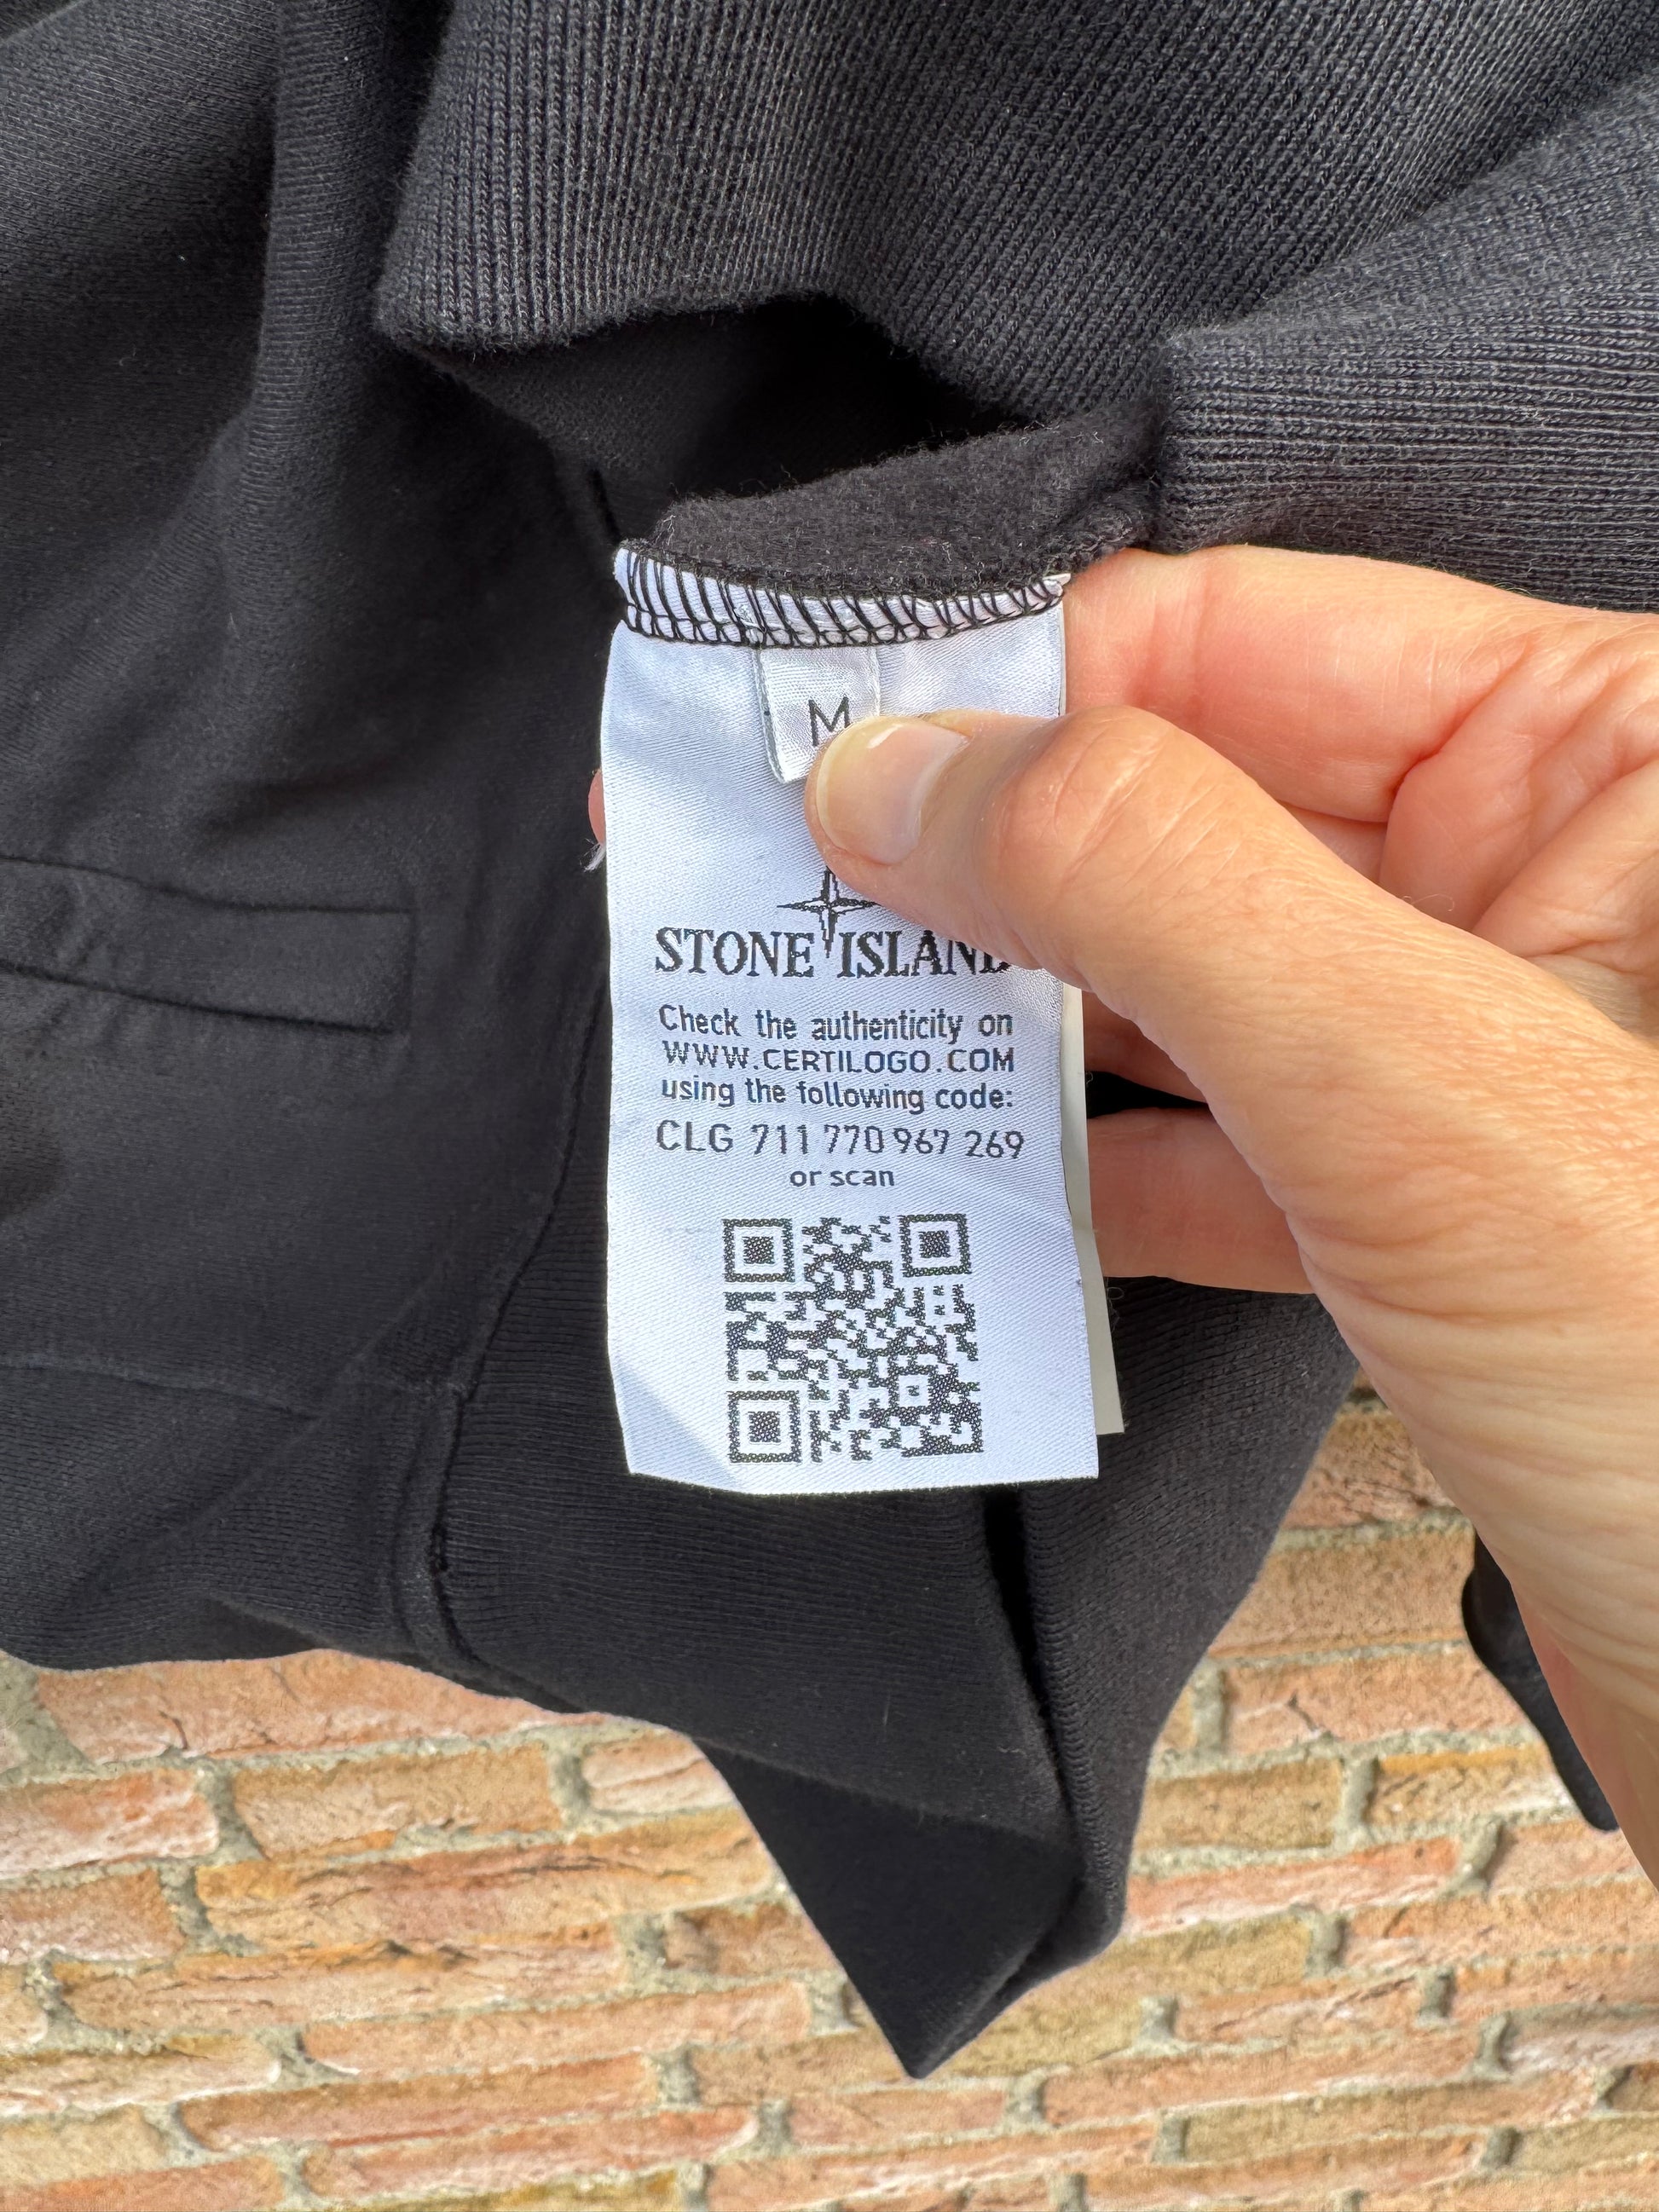 M
STONE ISLAND
Check the authenticity on
WWW.CERTILOGO.COM
using the following code:
CLG 711 770 967 269
or scan